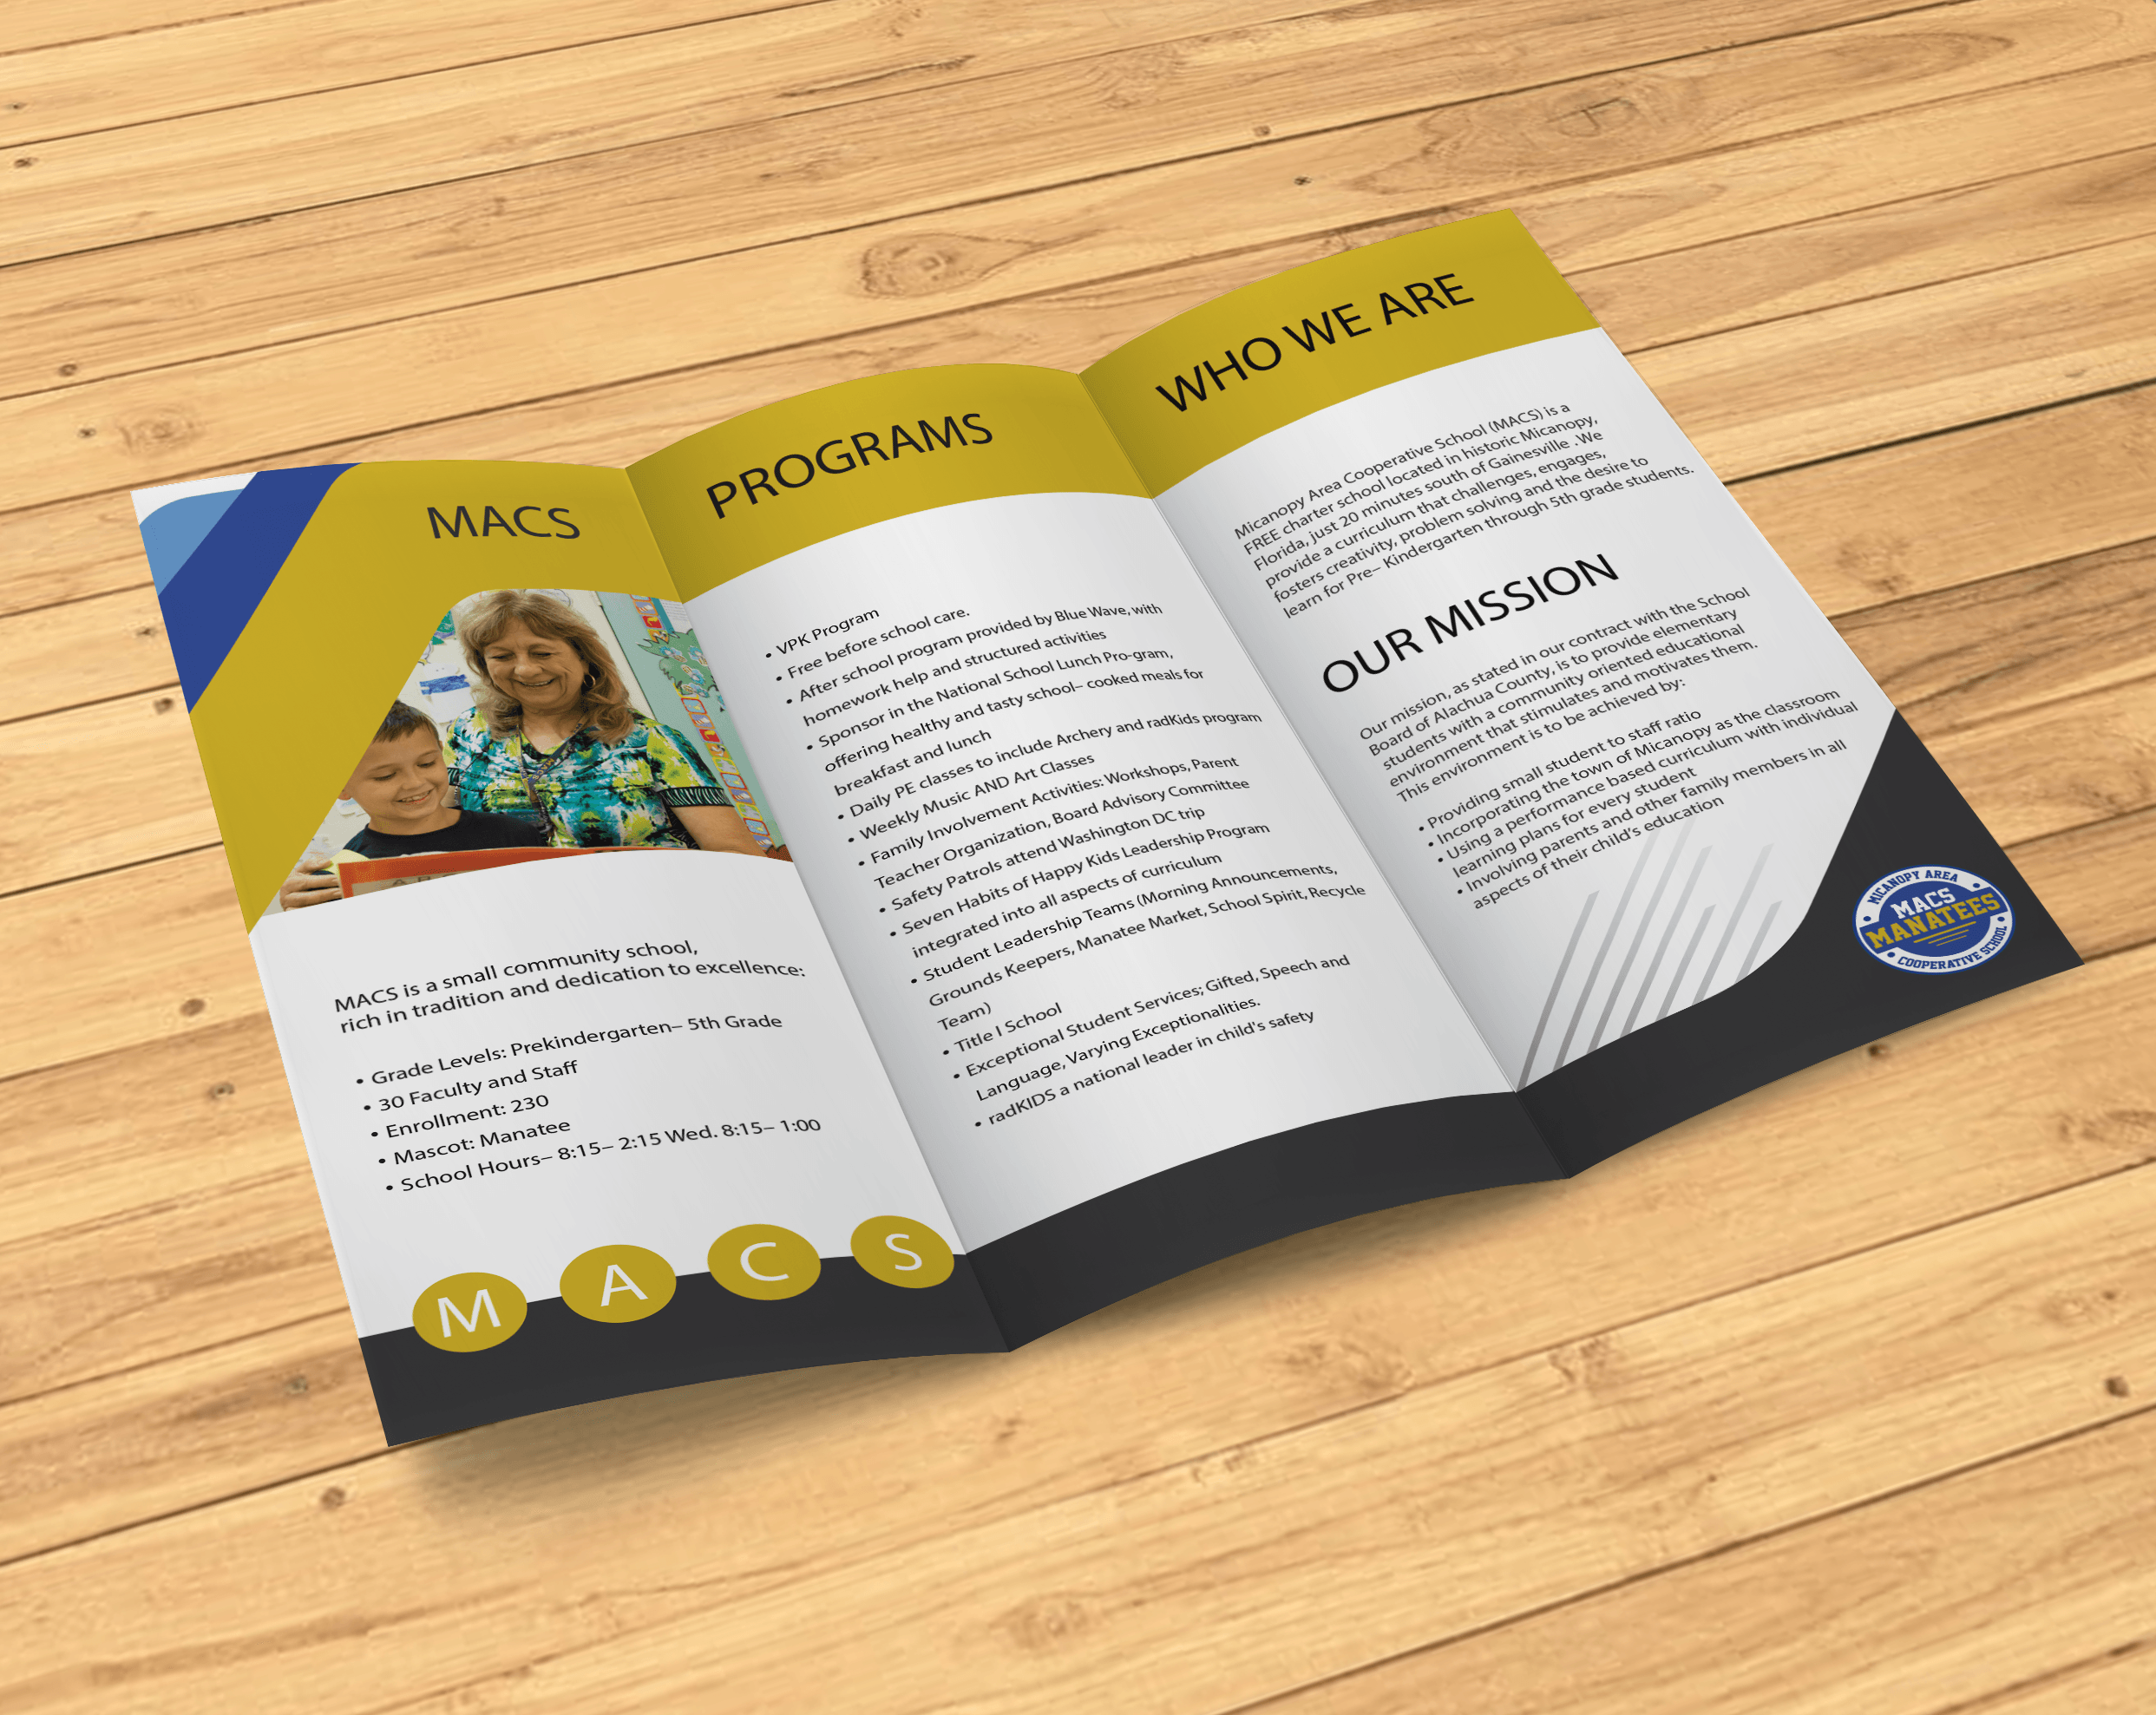 MACS
MACS is a small community school,
rich in tradition and dedication to excellence:
• Grade Levels: Prekindergarten– 5th Grade
• 30 Faculty and Staff
• Enrollment: 230
• Mascot: Manatee
• School Hours– 8:15– 2:15 Wed. 8:15– 1:00
M A C S
PROGRAMS
• VPK Program
• Free before school care.
• After school program provided by Blue Wave, with
homework help and structured activities
• Sponsor in the National School Lunch Pro-gram,
offering healthy and tasty school– cooked meals for
breakfast and lunch
• Daily PE classes to include Archery and radKids program
• Weekly Music AND Art Classes
• Family Involvement Activities: Workshops, Parent
Teacher Organization, Board Advisory Committee
• Safety Patrols attend Washington DC trip
• Seven Habits of Happy Kids Leadership Program
integrated into all aspects of curriculum
• Student Leadership Teams (Morning Announcements,
Grounds Keepers, Manatee Market, School Spirit, Recycle
Team)
• Title I School
• Exceptional Student Services; Gifted, Speech and
Language, Varying Exceptionalities.
• radKIDS a national leader in child's safety
WHO WE ARE
Micanopy Area Cooperative School (MACS) is a
FREE charter school located in historic Micanopy,
Florida, just 20 minutes south of Gainesville .We
provide a curriculum that challenges, engages,
fosters creativity, problem solving and the desire to
learn for Pre– Kindergarten through 5th grade students.
OUR MISSION
Our mission, as stated in our contract with the School
Board of Alachua County, is to provide elementary
students with a community oriented educational
environment that stimulates and motivates them.
This environment is to be achieved by:
• Providing small student to staff ratio
• Incorporating the town of Micanopy as the classroom
• Using a performance based curriculum with individual
learning plans for every student
• Involving parents and other family members in all
aspects of their child's education
MICANOPY AREA
MACS
MANATEES
COOPERATIVE SCHOOL